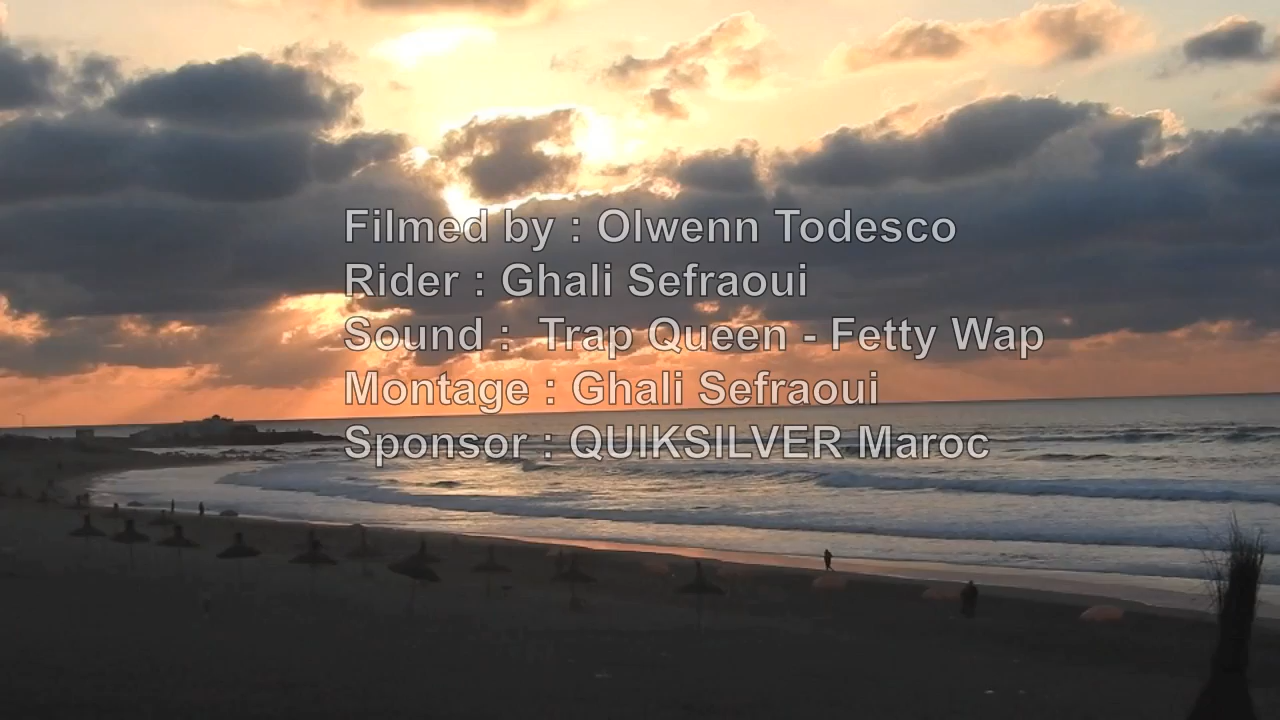 Filmed by : Olwenn Todesco
Rider : Ghali Sefraoui
Sound :  Trap Queen - Fetty Wap
Montage : Ghali Sefraoui
Sponsor : QUIKSILVER Maroc